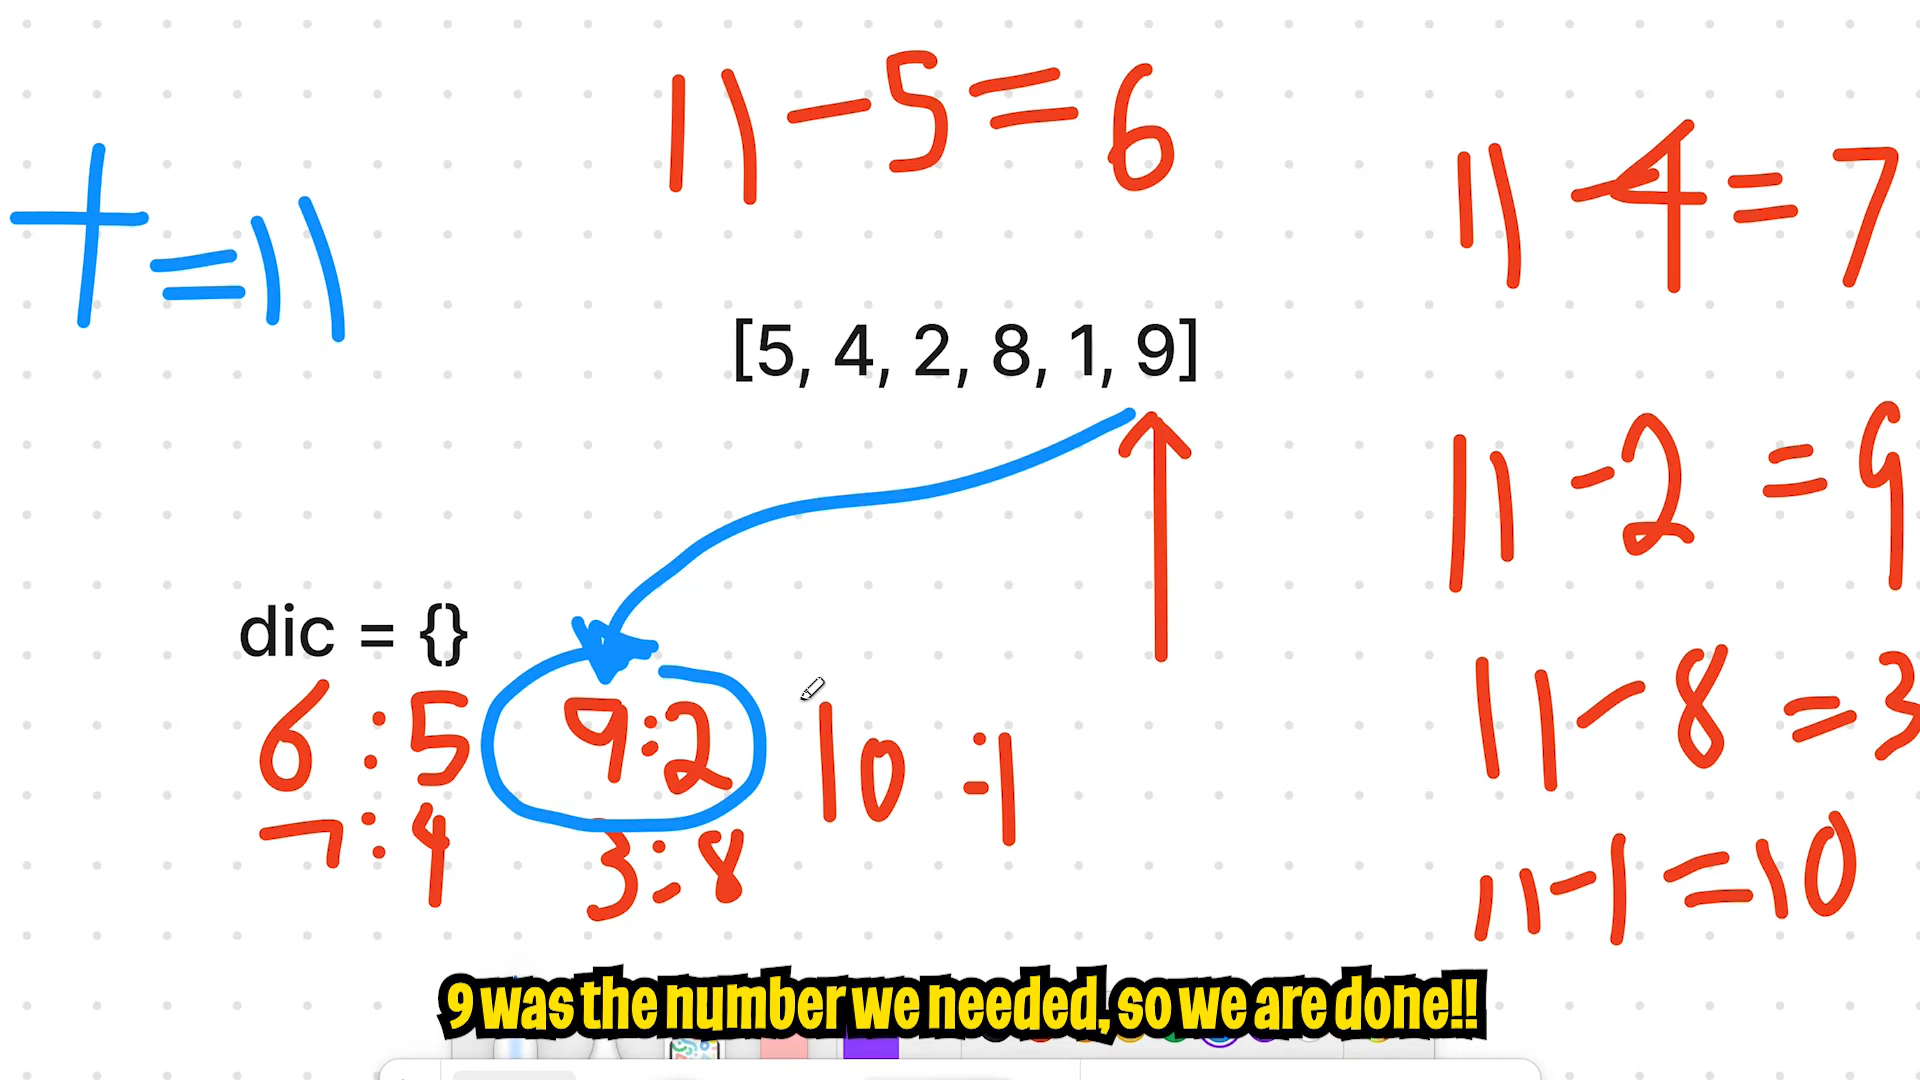 11 - 5 = 6
11 - 4 = 7
t = 11
[5, 4, 2, 8, 1, 9]
11 - 2 = 9
dic = {}
6 : 5
9 : 2
10 : 1
11 - 8 = 3
7 : 4
3 : 8
11 - 1 = 10
9 was the number we needed, so we are done!!